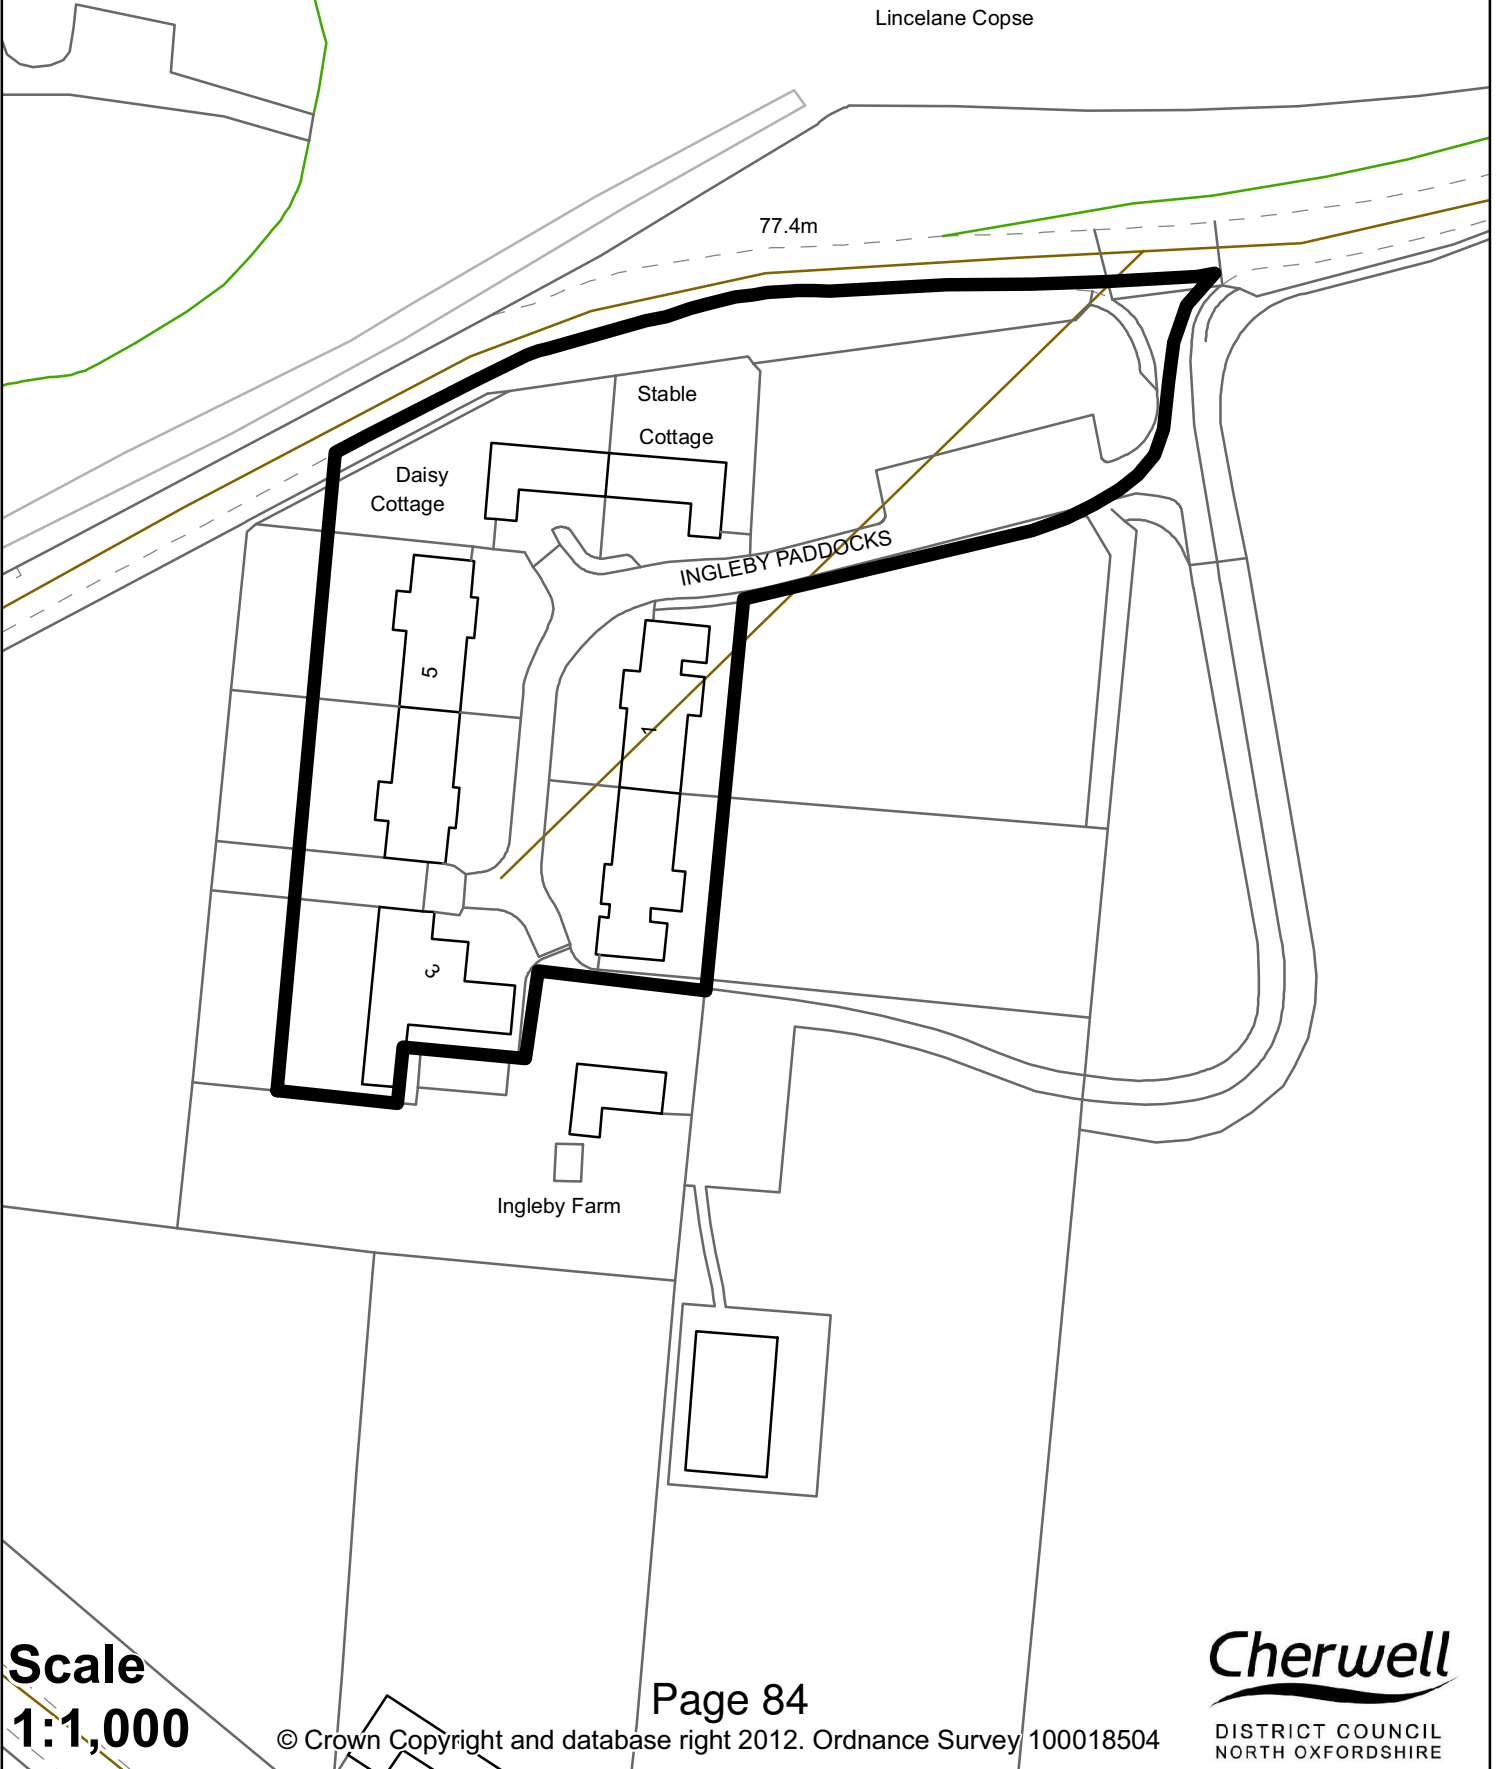 Lincelane Copse
77.4m
Stable
Cottage
Daisy
Cottage
INGLEBY PADDOCKS
5
1
3
Ingleby Farm
Scale
1:1,000
Page 84
© Crown Copyright and database right 2012. Ordnance Survey 100018504
Cherwell
DISTRICT COUNCIL
NORTH OXFORDSHIRE